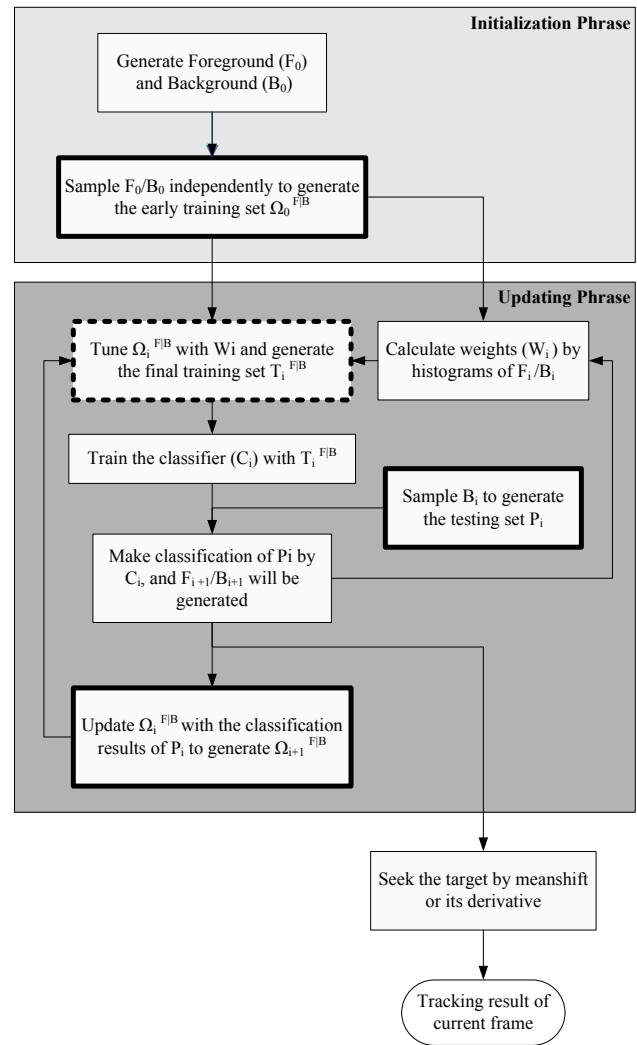 Initialization Phrase
Generate Foreground (F₀)
and Background (B₀)
Sample F₀/B₀ independently to generate
the early training set Ω₀ ^F|B
Updating Phrase
Tune Ωᵢ ^F|B with Wi and generate
the final training set Tᵢ ^F|B
Calculate weights (Wᵢ ) by
histograms of Fᵢ /Bᵢ
Train the classifier (Cᵢ) with Tᵢ ^F|B
Sample Bᵢ to generate
the testing set Pᵢ
Make classification of Pi by
Cᵢ, and Fᵢ ₊₁/Bᵢ₊₁ will be
generated
Update Ωᵢ ^F|B with the classification
results of Pᵢ to generate Ωᵢ₊₁ ^F|B
Seek the target by meanshift
or its derivative
Tracking result of
current frame